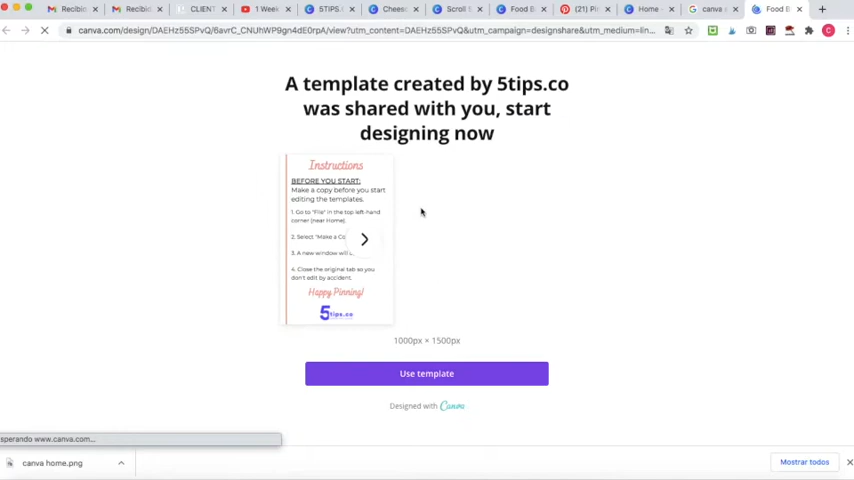 Recibid
Recibid
CLIENT
1 Week
5TIPS.C
Cheese
Scroll E
Food B
(21) Pi
Home -
canva
Food B
canva.com/design/DAEHz55SPvQ/6avrC_CNUhWP9gn4dE0rpA/view?utm_content=DAEHz55SPvQ&utm_campaign=designshare&utm_medium=lin...
A template created by 5tips.co
was shared with you, start
designing now
Instructions
BEFORE YOU START:
Make a copy before you start
editing the templates.
1. Go to "File" in the top left-hand
corner (near Home).
2. Select "Make a Co
3. A new window will
4. Close the original tab so you
don't edit by accident.
Happy Pinning!
5tips.co
1000px × 1500px
Use template
Designed with Canva
sperando www.canva.com...
canva home.png
Mostrar todos